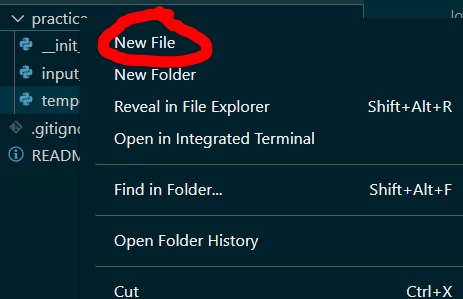 practic
New File
__init_
New Folder
input_
Reveal in File Explorer Shift+Alt+R
temp
.gitign
Open in Integrated Terminal
README
Find in Folder... Shift+Alt+F
Open Folder History
Cut Ctrl+X